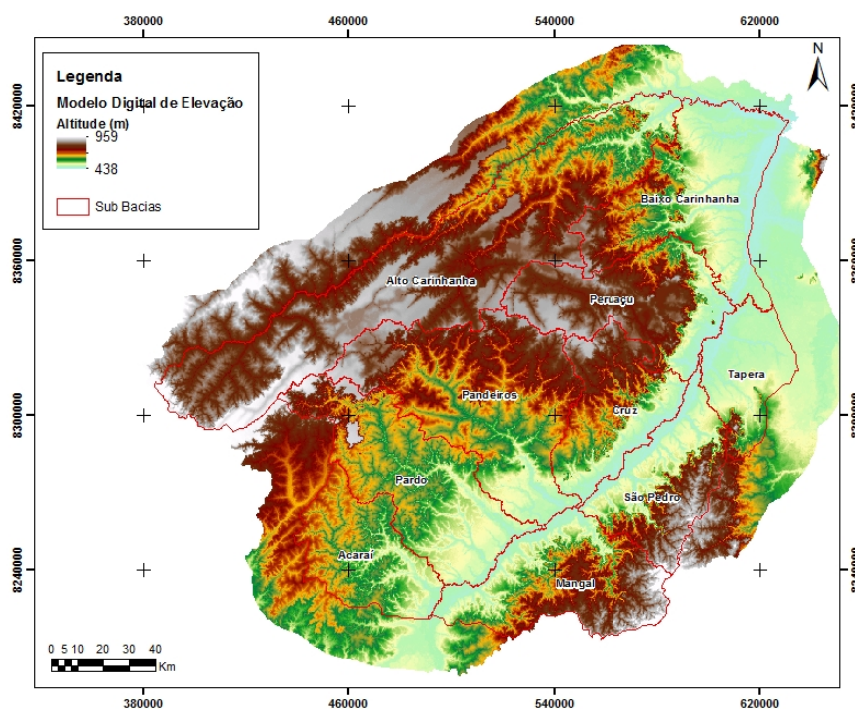 380000 460000 540000 620000
N
Legenda
Modelo Digital de Elevação
Altitude (m)
959
438
Sub Bacias
8420000 8420000
Baixo Carinhanha
8360000 8360000
Alto Carinhanha
Peruaçu
Tapera
Pandeiros
Cruz
8300000 8300000
Pardo
São Pedro
Acaraí
Mangal
8240000 8240000
0 5 10 20 30 40
Km
380000 460000 540000 620000